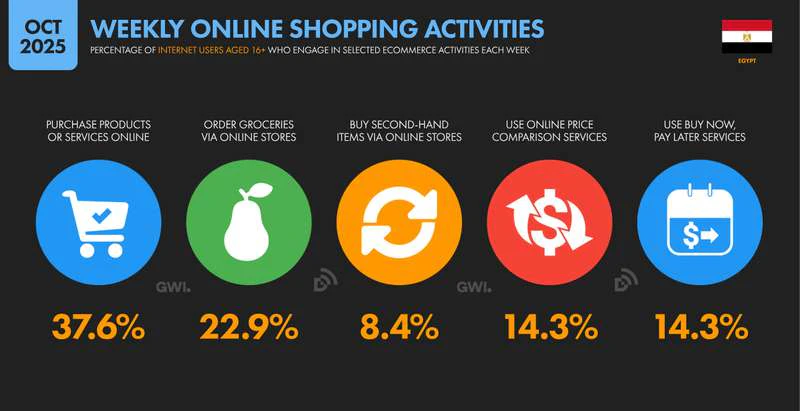 OCT
2025
WEEKLY ONLINE SHOPPING ACTIVITIES
PERCENTAGE OF INTERNET USERS AGED 16+ WHO ENGAGE IN SELECTED ECOMMERCE ACTIVITIES EACH WEEK
EGYPT
PURCHASE PRODUCTS
OR SERVICES ONLINE
ORDER GROCERIES
VIA ONLINE STORES
BUY SECOND-HAND
ITEMS VIA ONLINE STORES
USE ONLINE PRICE
COMPARISON SERVICES
USE BUY NOW,
PAY LATER SERVICES
$
$
GWI.
GWI.
37.6%
22.9%
8.4%
14.3%
14.3%